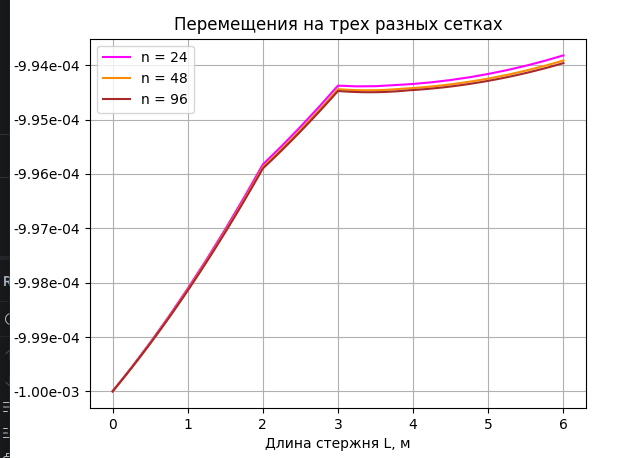 Перемещения на трех разных сетках
n = 24
n = 48
n = 96
-9.94e-04
-9.95e-04
-9.96e-04
-9.97e-04
-9.98e-04
-9.99e-04
-1.00e-03
0 1 2 3 4 5 6
Длина стержня L, м